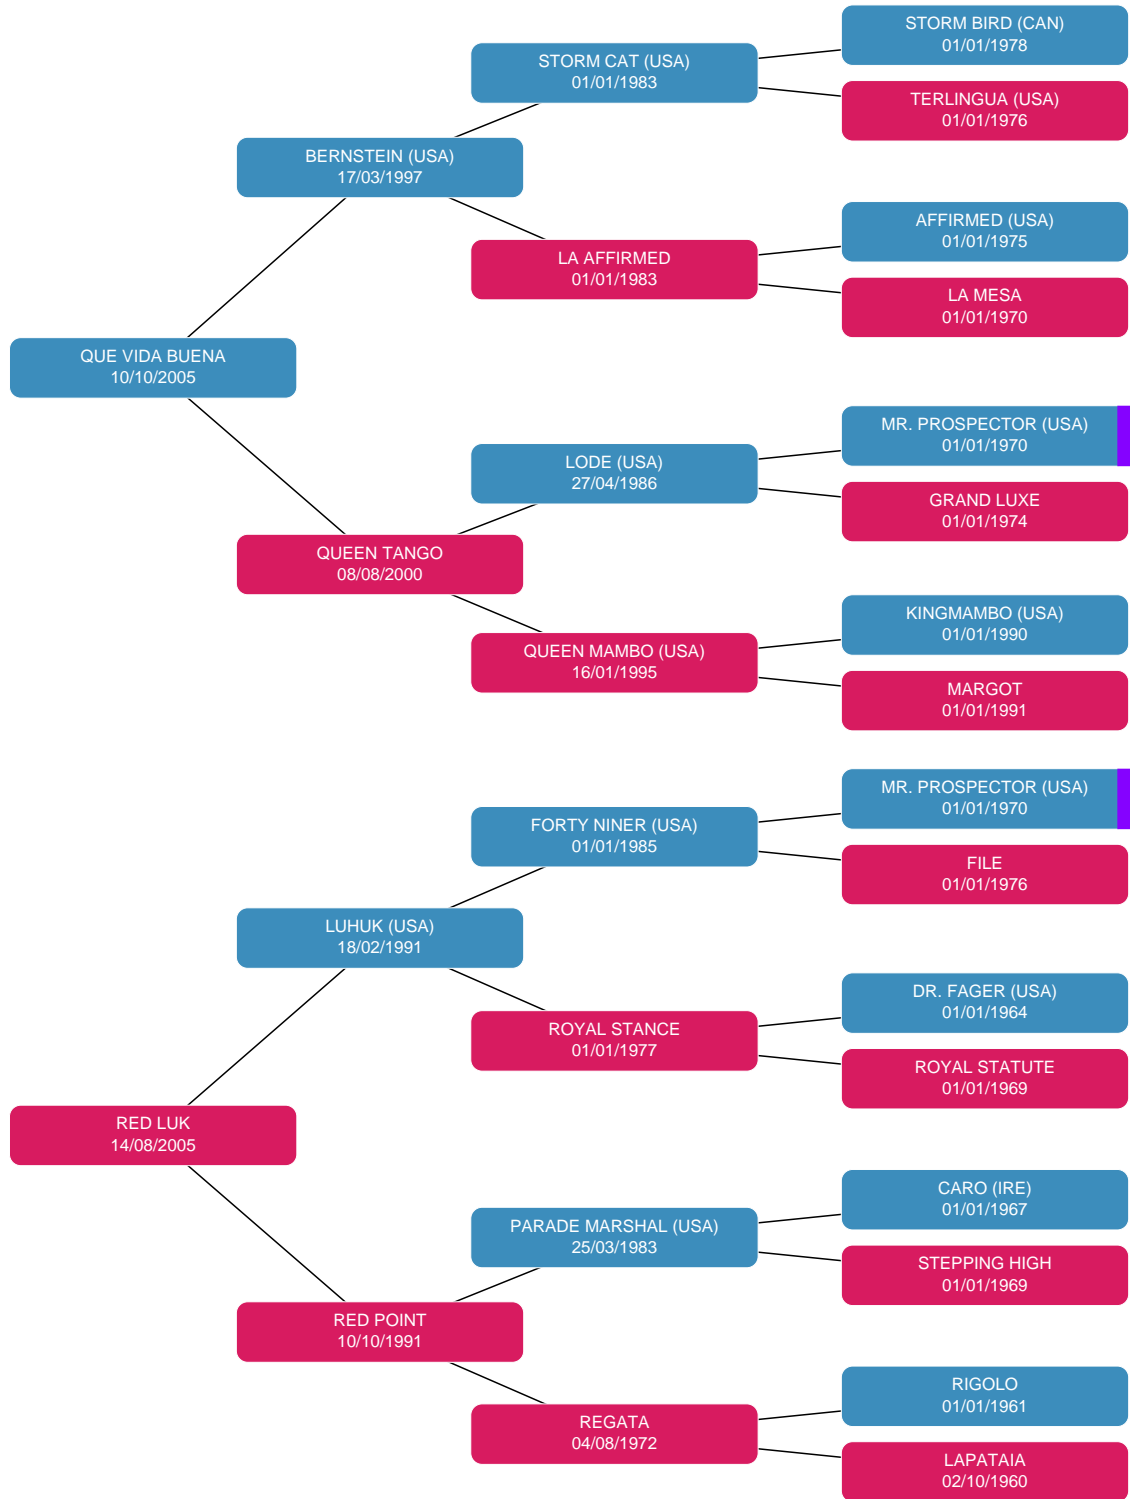 STORM BIRD (CAN)
01/01/1978
STORM CAT (USA)
01/01/1983
TERLINGUA (USA)
01/01/1976
BERNSTEIN (USA)
17/03/1997
AFFIRMED (USA)
01/01/1975
LA AFFIRMED
01/01/1983
LA MESA
01/01/1970
QUE VIDA BUENA
10/10/2005
MR. PROSPECTOR (USA)
01/01/1970
LODE (USA)
27/04/1986
GRAND LUXE
01/01/1974
QUEEN TANGO
08/08/2000
KINGMAMBO (USA)
01/01/1990
QUEEN MAMBO (USA)
16/01/1995
MARGOT
01/01/1991
MR. PROSPECTOR (USA)
01/01/1970
FORTY NINER (USA)
01/01/1985
FILE
01/01/1976
LUHUK (USA)
18/02/1991
DR. FAGER (USA)
01/01/1964
ROYAL STANCE
01/01/1977
ROYAL STATUTE
01/01/1969
RED LUK
14/08/2005
CARO (IRE)
01/01/1967
PARADE MARSHAL (USA)
25/03/1983
STEPPING HIGH
01/01/1969
RED POINT
10/10/1991
RIGOLO
01/01/1961
REGATA
04/08/1972
LAPATAIA
02/10/1960